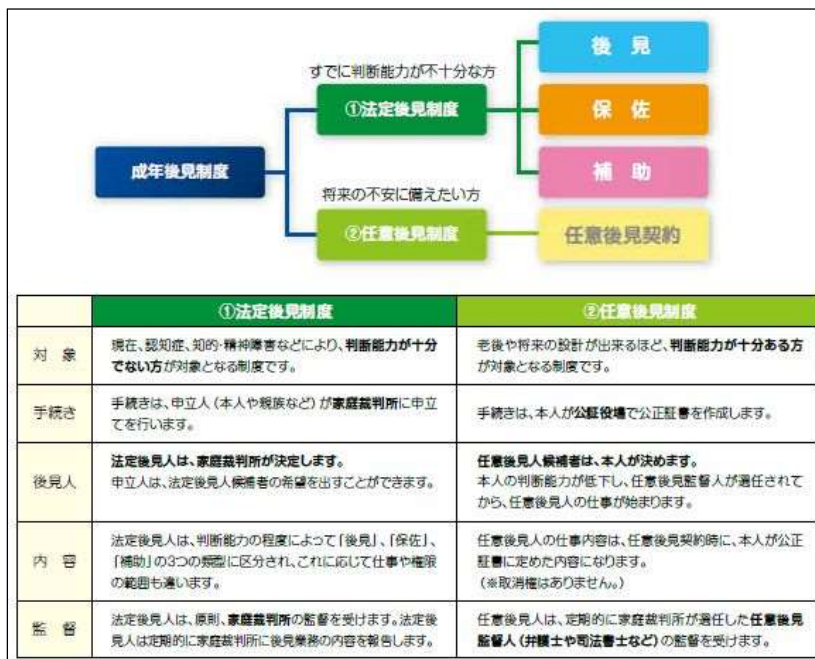 後 見
すでに判断能力が不十分な方
①法定後見制度
保 佐
成年後見制度
補 助
将来の不安に備えたい方
②任意後見制度
任意後見契約
①法定後見制度
②任意後見制度
対 象
現在、認知症、知的・精神障害などにより、判断能力が十分
でない方が対象となる制度です。
老後や将来の設計が出来るほど、判断能力が十分ある方
が対象となる制度です。
手続き
手続きは、申立人(本人や親族など)が家庭裁判所に申立
てを行います。
手続きは、本人が公証役場で公正証書を作成します。
後見人
法定後見人は、家庭裁判所が決定します。
申立人は、法定後見人候補者の希望を出すことができます。
任意後見人候補者は、本人が決めます。
本人の判断能力が低下し、任意後見監督人が選任されて
から、任意後見人の仕事が始まります。
内 容
法定後見人は、判断能力の程度によって「後見」、「保佐」、
「補助」の3つの類型に区分され、これに応じて仕事や権限
の範囲も違います。
任意後見人の仕事内容は、任意後見契約時に、本人が公正
証書に定めた内容になります。
(※取消権はありません。)
監 督
法定後見人は、原則、家庭裁判所の監督を受けます。法定後
見人は定期的に家庭裁判所に後見業務の内容を報告します。
任意後見人は、定期的に家庭裁判所が選任した任意後見
監督人(弁護士や司法書士など)の監督を受けます。